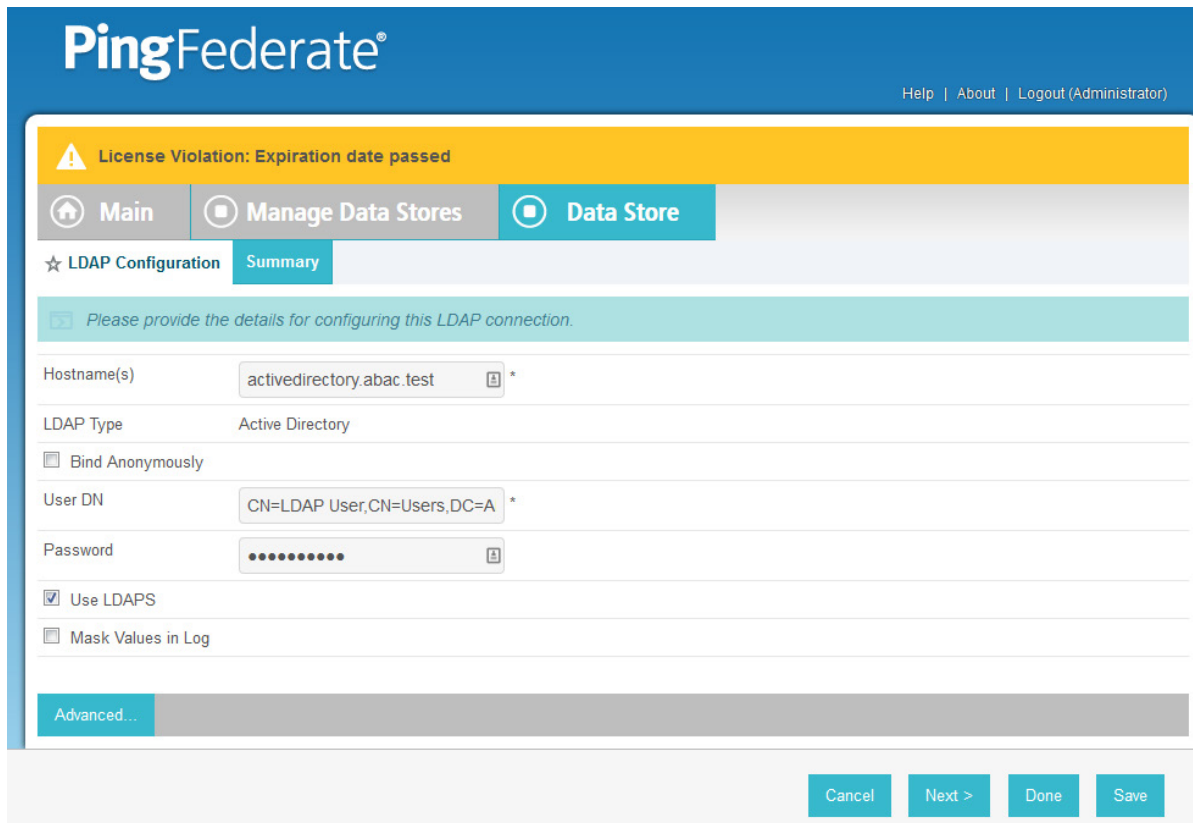 PingFederate®
Help | About | Logout (Administrator)
License Violation: Expiration date passed
Main Manage Data Stores Data Store
LDAP Configuration Summary
Please provide the details for configuring this LDAP connection.
Hostname(s) activedirectory.abac.test *
LDAP Type Active Directory
Bind Anonymously
User DN CN=LDAP User,CN=Users,DC=A *
Password ••••••••••
Use LDAPS
Mask Values in Log
Advanced...
Cancel Next > Done Save